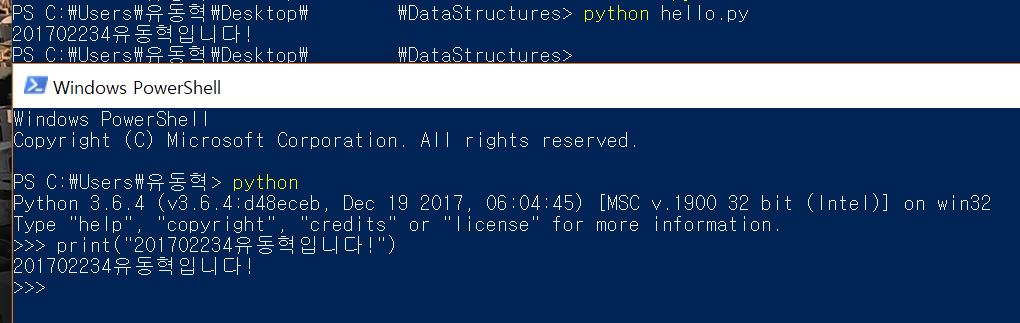 PS C:\Users\유동혁\Desktop\        \DataStructures> python hello.py
201702234유동혁입니다!
PS C:\Users\유동혁\Desktop\        \DataStructures>
Windows PowerShell
Windows PowerShell
Copyright (C) Microsoft Corporation. All rights reserved.
PS C:₩Users₩유동혁> python
Python 3.6.4 (v3.6.4:d48eceb, Dec 19 2017, 06:04:45) [MSC v.1900 32 bit (Intel)] on win32
Type "help", "copyright", "credits" or "license" for more information.
>>> print("201702234유동혁입니다!")
201702234유동혁입니다!
>>>